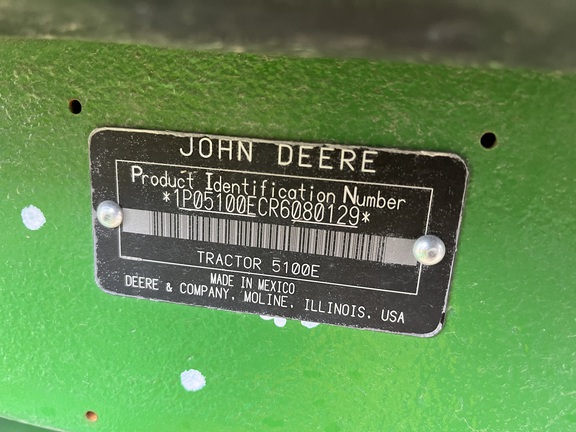 JOHN DEERE
Product Identification Number
*1P05100ECR6080129*
TRACTOR 5100E
MADE IN MEXICO
DEERE & COMPANY. MOLINE. ILLINOIS. USA